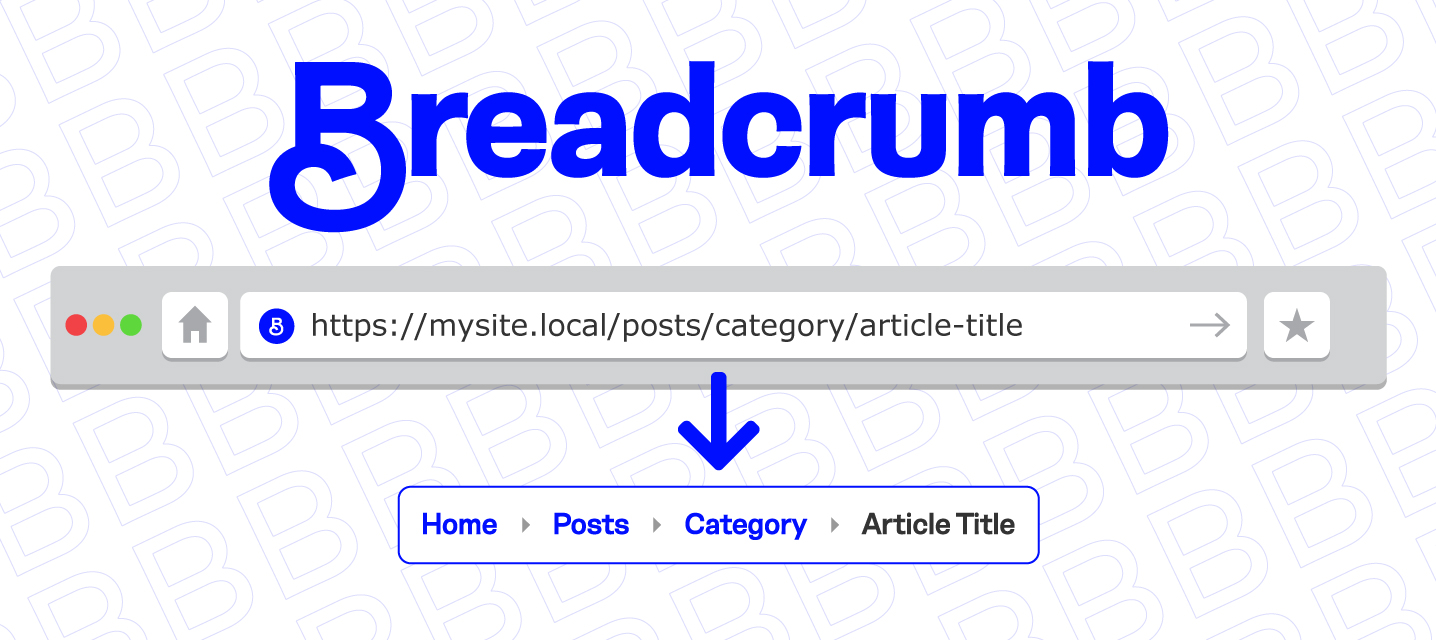 Breadcrumb
https://mysite.local/posts/category/article-title
Home Posts Category Article Title